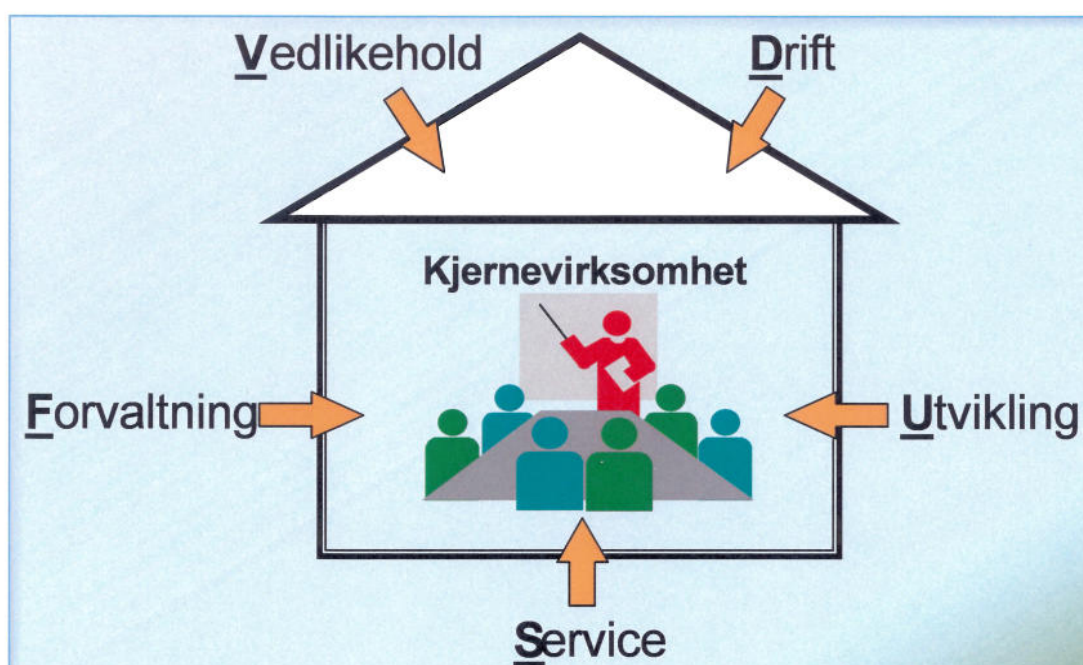 Vedlikehold
Drift
Kjernevirksomhet
Forvaltning
Utvikling
Service